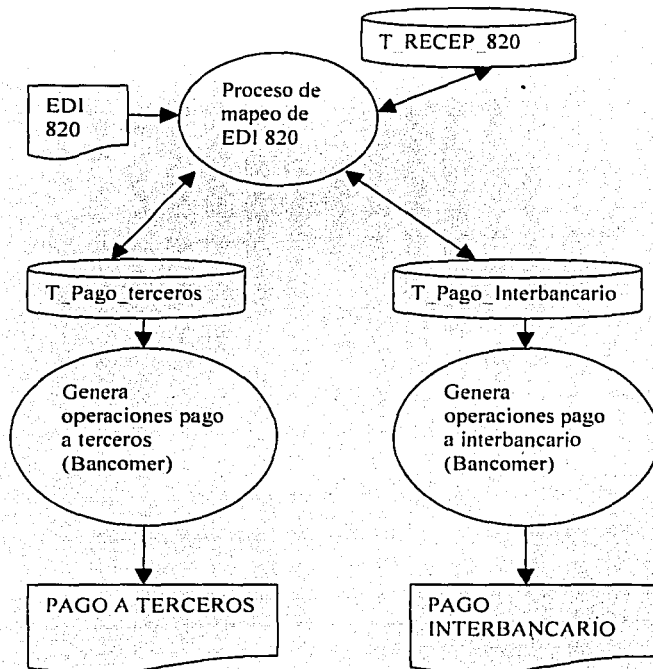 T_RECEP_820
EDI
820
Proceso de
mapeo de
EDI 820
T_Pago_terceros
T_Pago_Interbancario
Genera
operaciones pago
a terceros
(Bancomer)
Genera
operaciones pago
a interbancario
(Bancomer)
PAGO A TERCEROS
PAGO
INTERBANCARIO